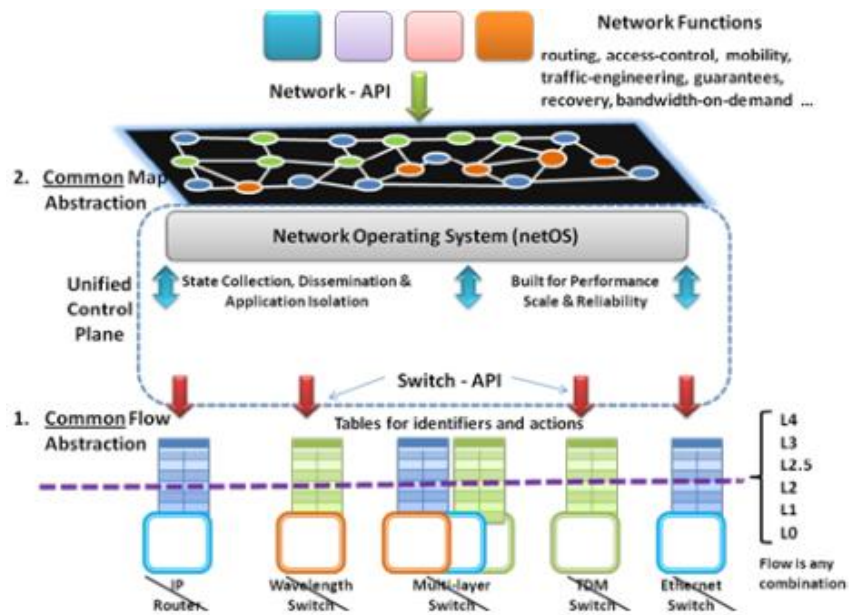 Network Functions
routing, access-control, mobility,
traffic-engineering, guarantees,
recovery, bandwidth-on-demand ...
Network - API
2. Common Map
Abstraction
Network Operating System (netOS)
Unified
Control
Plane
State Collection, Dissemination &
Application Isolation
Built for Performance
Scale & Reliability
Switch - API
1. Common Flow
Abstraction
Tables for identifiers and actions
L4
L3
L2.5
L2
L1
L0
Flow is any
combination
IP
Router
Wavelength
Switch
Multi-layer
Switch
TDM
Switch
Ethernet
Switch